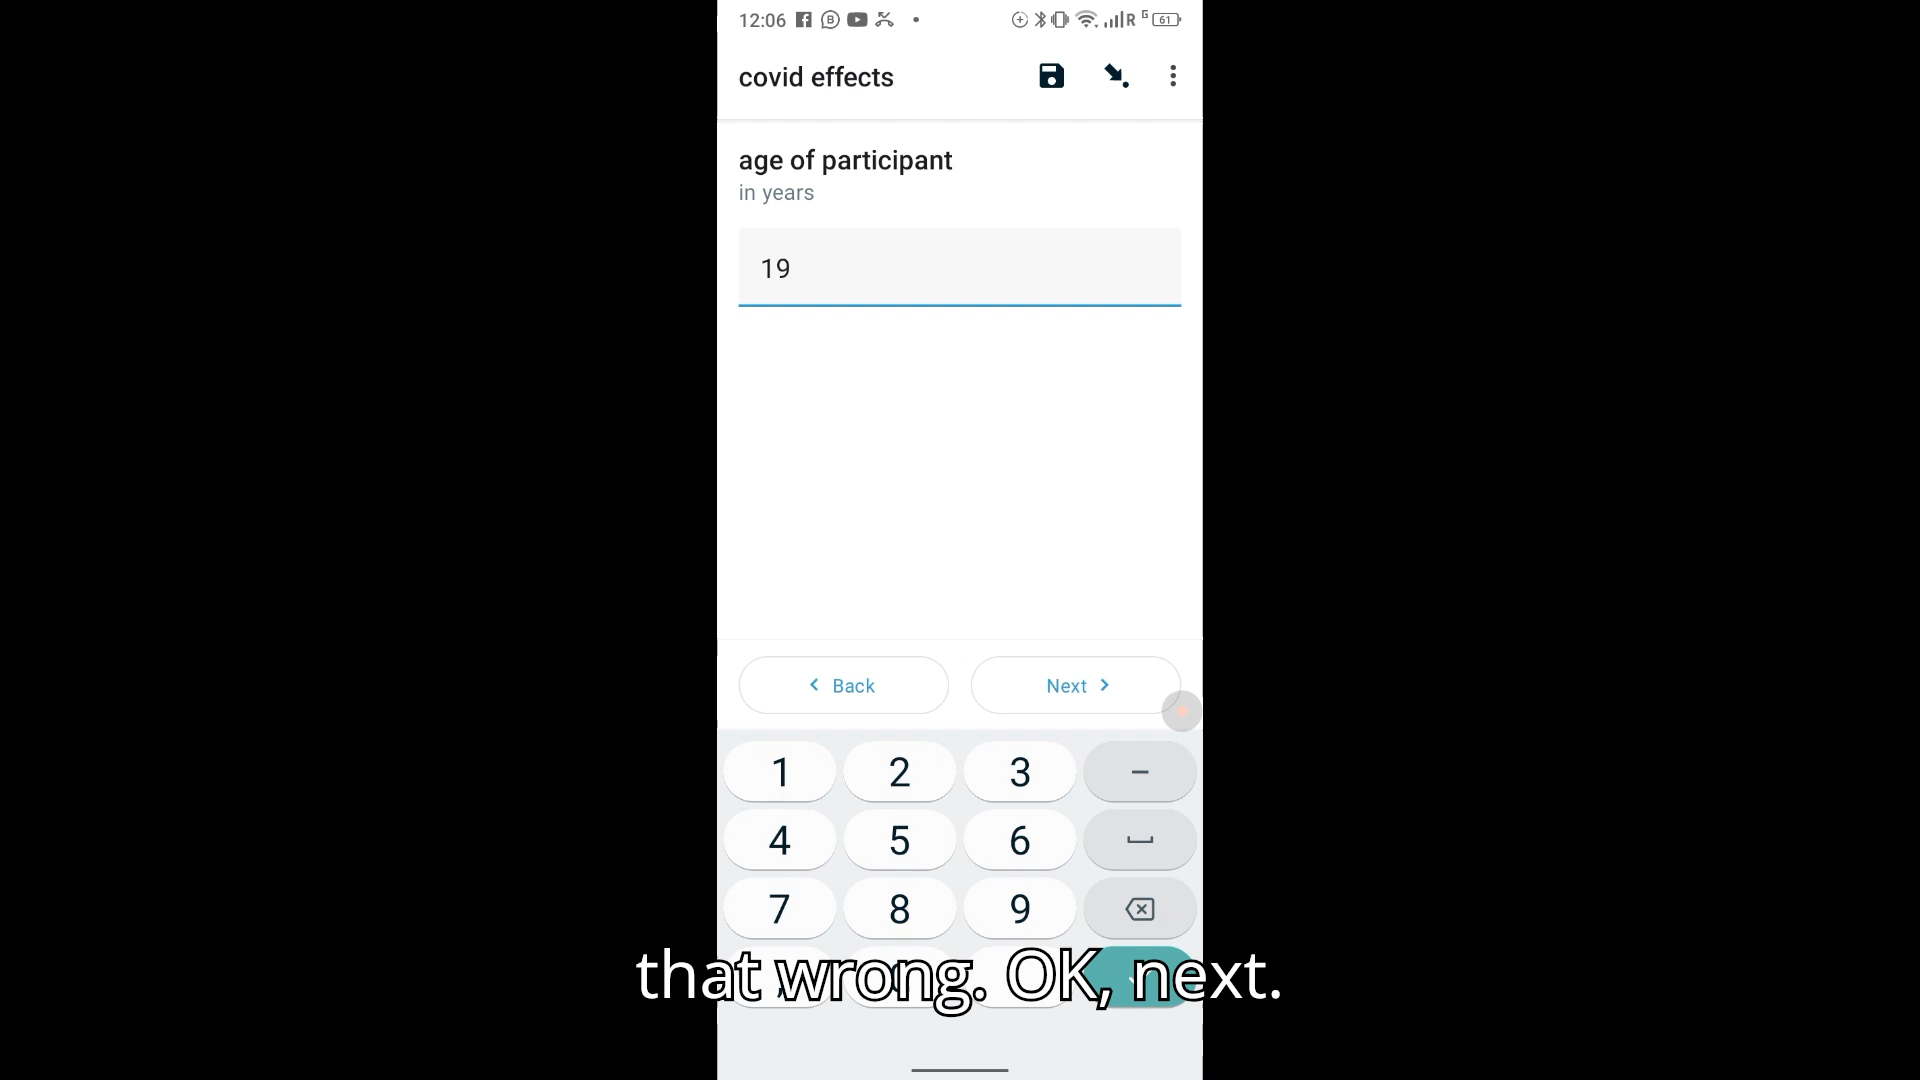 12:06
R G 61
covid effects
age of participant
in years
19
Back
Next
1 2 3 -
4 5 6
7 8 9
that wrong. OK, next.